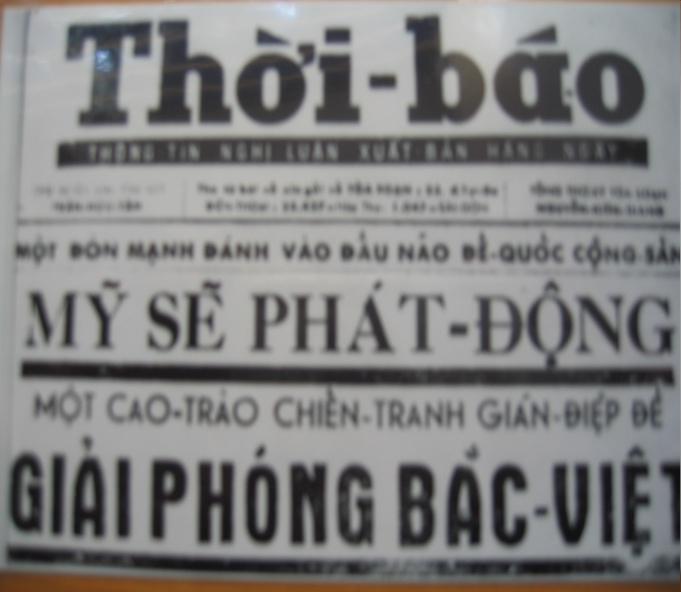 Thời-báo
THÔNG TIN NGHỊ LUẬN XUẤT BẢN HÀNG NGÀY
MỘT ĐÒN MẠNH ĐÁNH VÀO ĐẦU NÃO ĐẾ-QUỐC CỘNG-SẢN
MỸ SẼ PHÁT-ĐỘNG
MỘT CAO-TRÀO CHIẾN-TRANH GIÁN-ĐIỆP ĐỂ
GIẢI PHÓNG BẮC-VIỆT